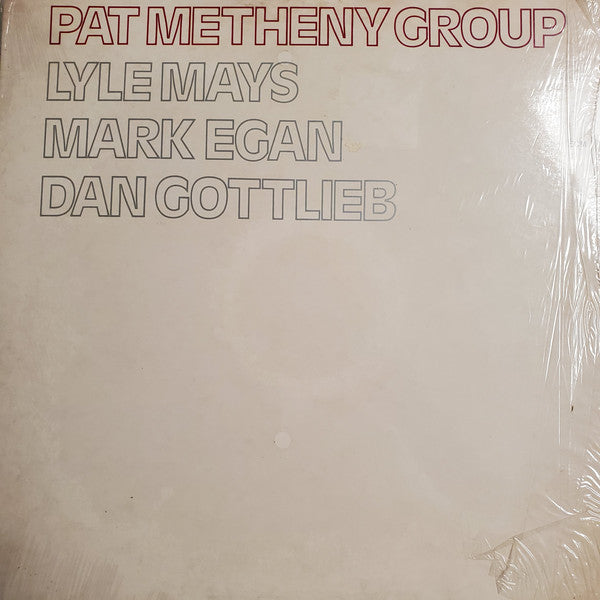 PAT METHENY GROUP
LYLE MAYS
MARK EGAN
DAN GOTTLIEB